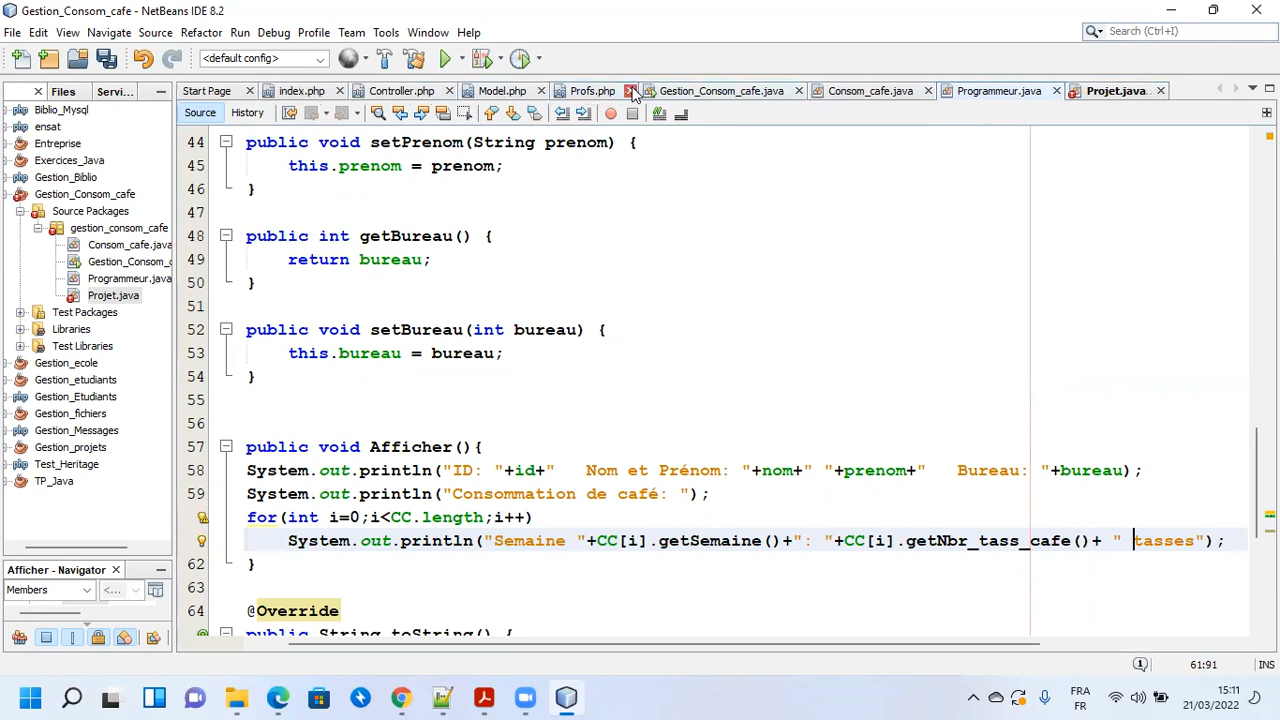 Gestion_Consom_cafe - NetBeans IDE 8.2
File Edit View Navigate Source Refactor Run Debug Profile Team Tools Window Help
Search (Ctrl+I)
<default config>
Files Servi...
Start Page index.php Controller.php Model.php Profs.php Gestion_Consom_cafe.java Consom_cafe.java Programmeur.java Projet.java
Source History
Biblio_Mysql
ensat
Entreprise
Exercices_Java
Gestion_Biblio
Gestion_Consom_cafe
Source Packages
gestion_consom_cafe
Consom_cafe.java
Gestion_Consom_c
Programmeur.java
Projet.java
Test Packages
Libraries
Test Libraries
Gestion_ecole
Gestion_etudiants
Gestion_Etudiants
Gestion_fichiers
Gestion_Messages
Gestion_projets
Test_Heritage
TP_Java
Afficher - Navigator
Members <...
44 public void setPrenom(String prenom) {
45 this.prenom = prenom;
46 }
47
48 public int getBureau() {
49 return bureau;
50 }
51
52 public void setBureau(int bureau) {
53 this.bureau = bureau;
54 }
55
56
57 public void Afficher(){
58 System.out.println("ID: "+id+" Nom et Prénom: "+nom+" "+prenom+" Bureau: "+bureau);
59 System.out.println("Consommation de café: ");
for(int i=0;i<CC.length;i++)
System.out.println("Semaine "+CC[i].getSemaine()+": "+CC[i].getNbr_tass_cafe()+ " tasses");
62 }
63
64 @Override
public String toString() {
1 61:91 INS
FRA
FR
15:11
21/03/2022